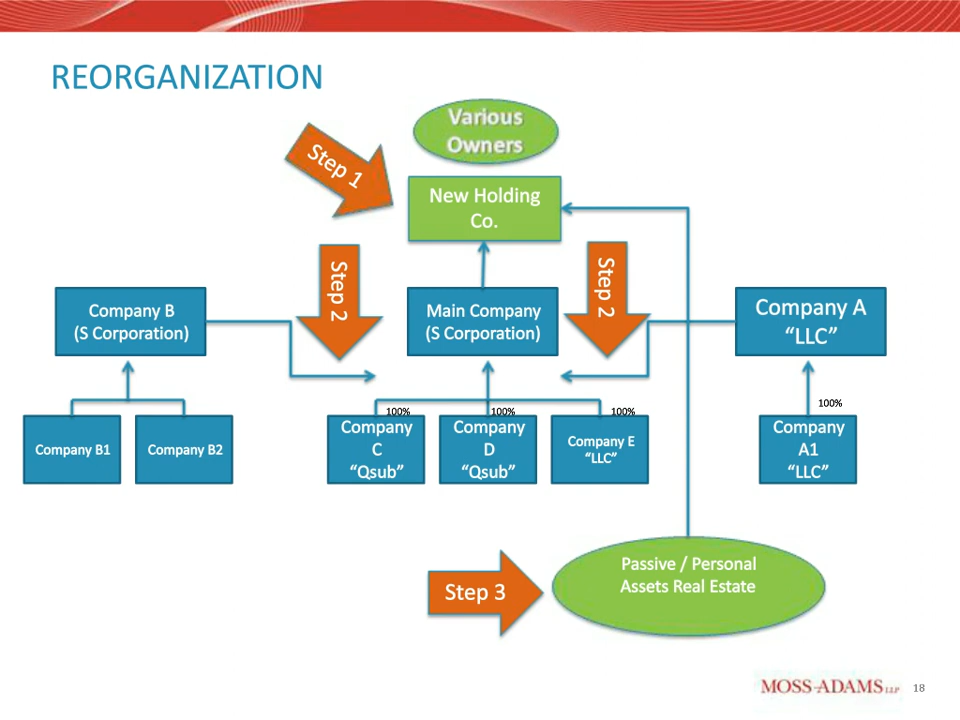 REORGANIZATION
Various
Owners
Step 1
New Holding
Co.
Step 2
Step 2
Company B
(S Corporation)
Main Company
(S Corporation)
Company A
“LLC”
100%
100%
100%
100%
Company B1
Company B2
Company
C
“Qsub”
Company
D
“Qsub”
Company E
“LLC”
Company
A1
“LLC”
Passive / Personal
Assets Real Estate
Step 3
MOSS ADAMS LLP
18